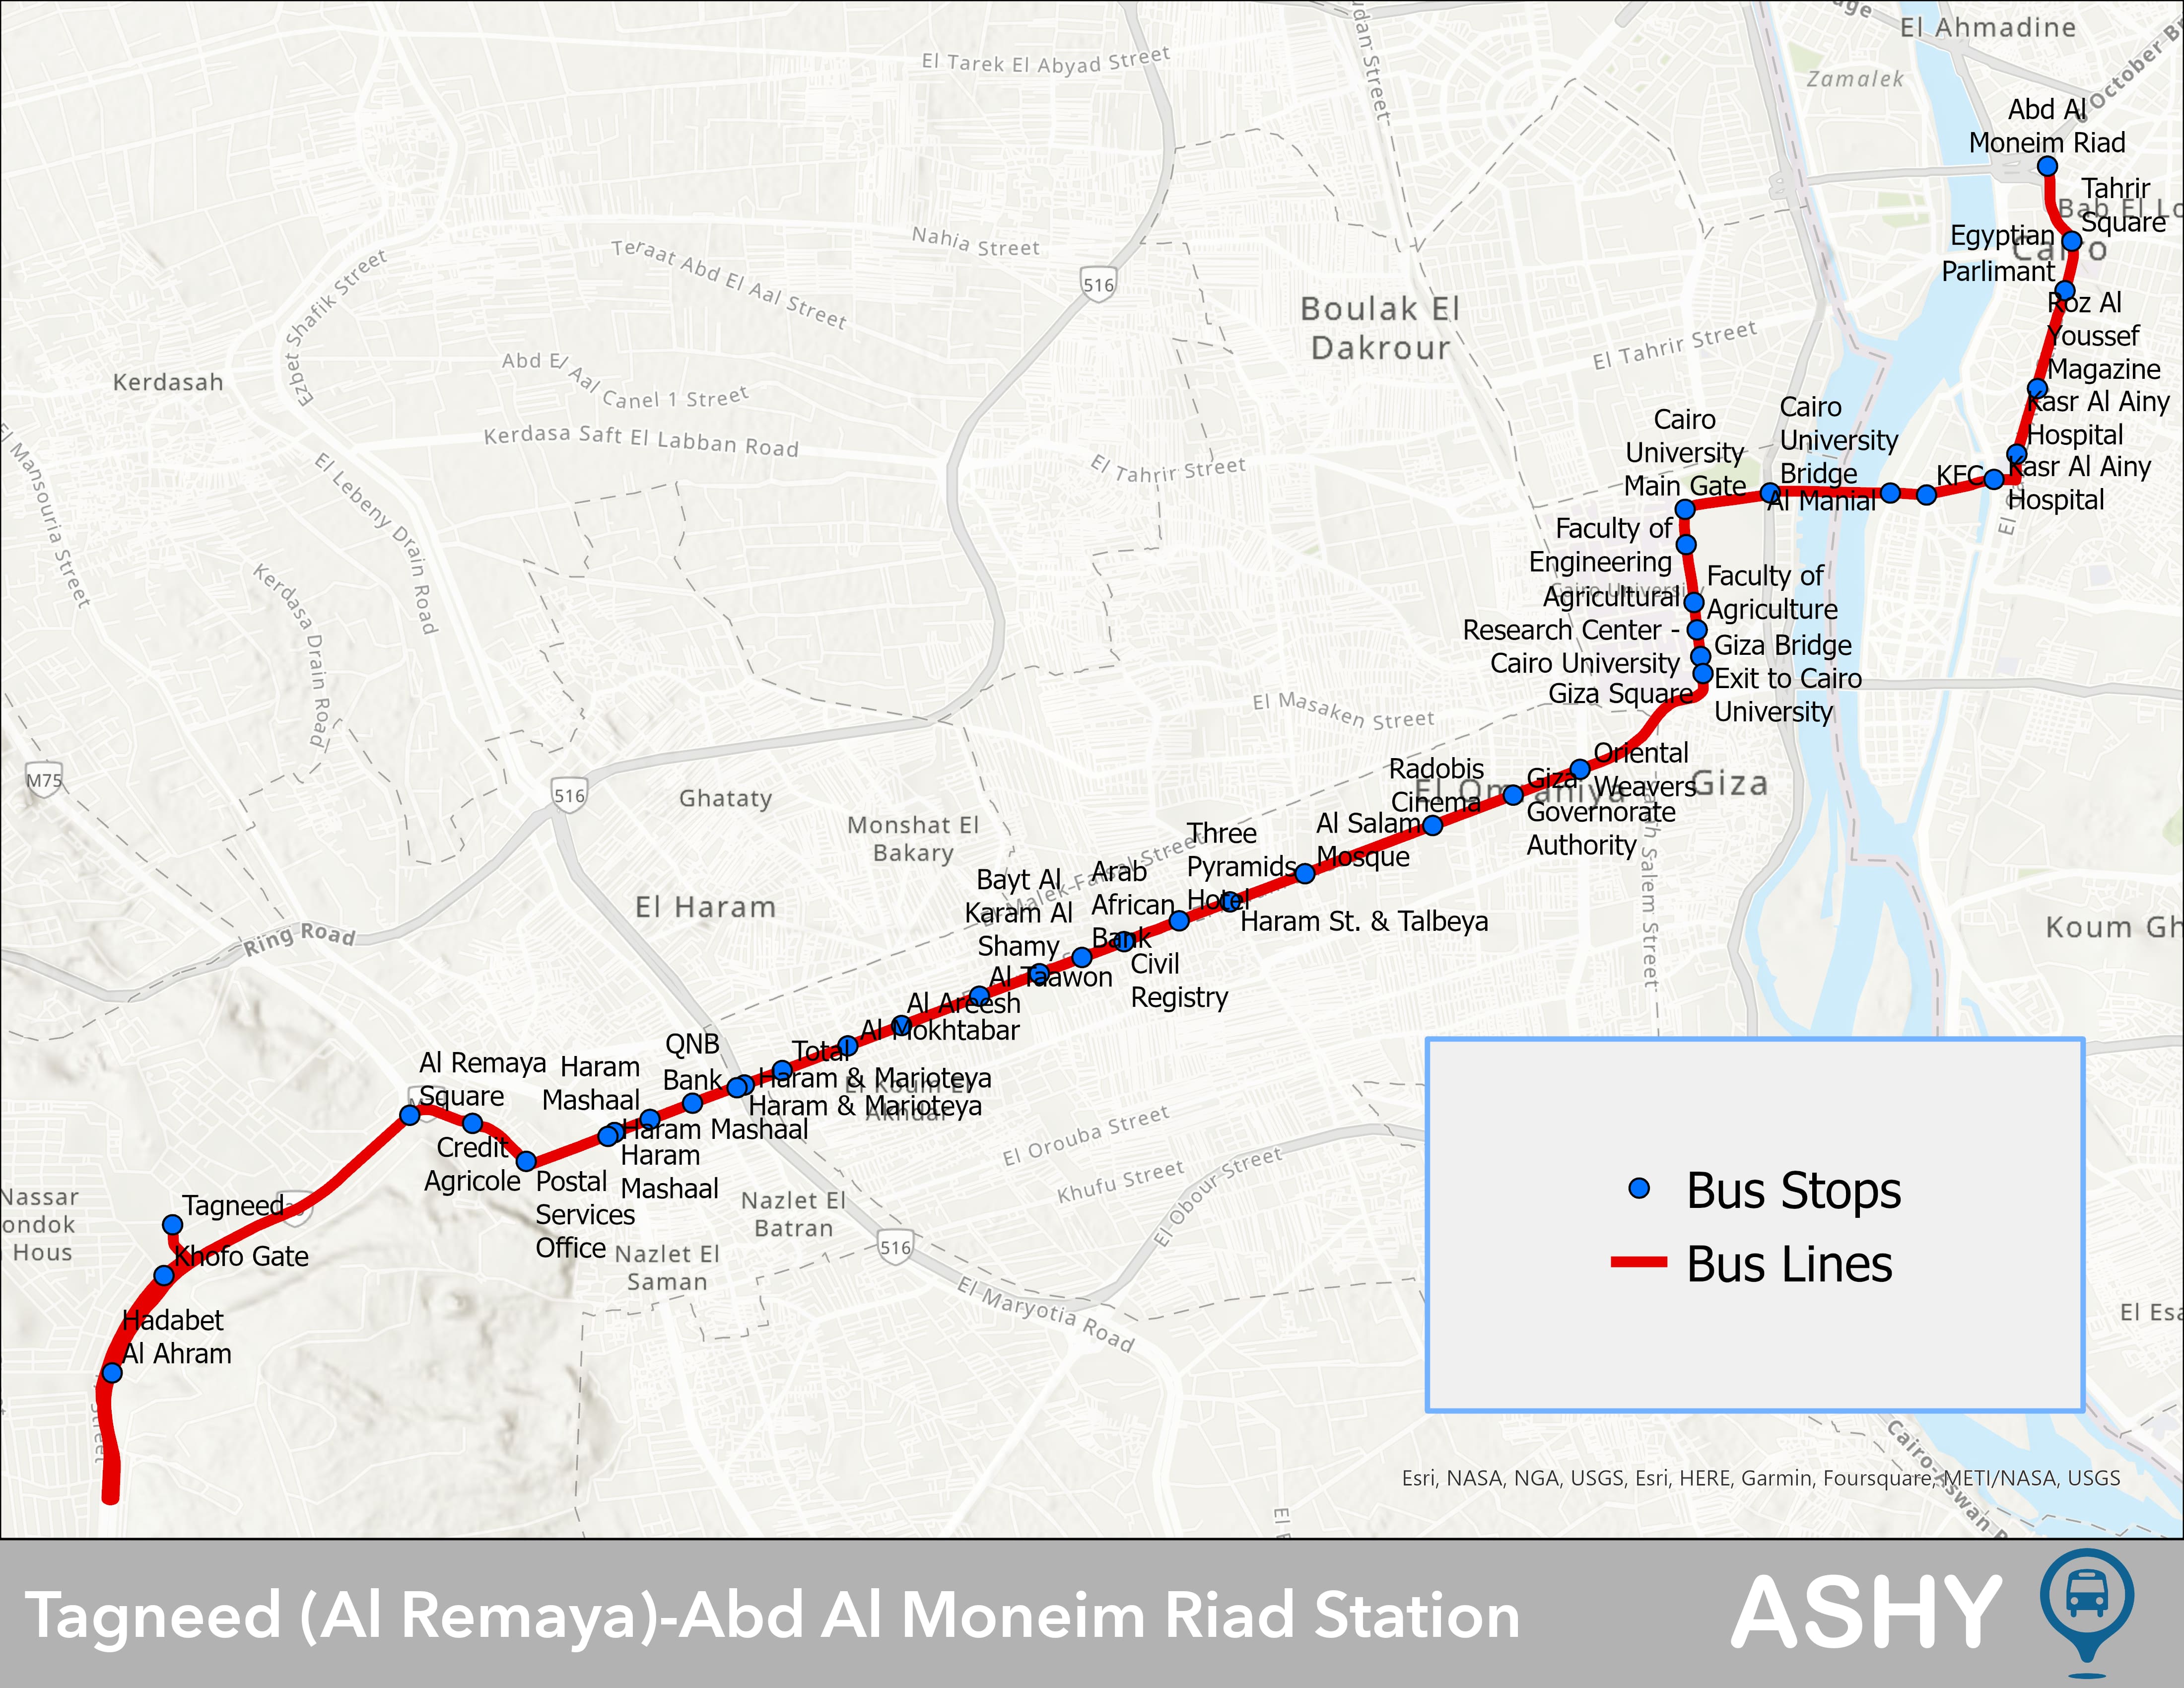 El Ahmadine
Zamalek
October
El Tarek El Abyad Street
Abd Al
Moneim Riad
Tahrir
Square
Egyptian
Parlimant
Roz Al
Youssef
Magazine
Kasr Al Ainy
Hospital
Kasr Al Ainy
Hospital
KFC
Al Manial
Cairo
University
Bridge
Cairo
University
Main Gate
Faculty of
Engineering
Faculty of
Agriculture
Agricultural
Research Center -
Cairo University
Giza Bridge
Exit to Cairo
University
Giza Square
Cairo
Nahia Street
Teraat Abd El Aal Street
Ezbet Shafik Street
516
Boulak El
Dakrour
El Tahrir Street
Kerdasah
Abd El Aal Canel 1 Street
Kerdasa Saft El Labban Road
El Tahrir Street
El Mansouria Street
El Lebeny Drain Road
Kerdasa Drain Road
El Masaken Street
Oriental
Weavers
Giza
Governorate
Authority
Radobis
Cinema
Giza
Al Salam
Mosque
Three
Pyramids
Hotel
Haram St. & Talbeya
Arab
African
Bank
Civil
Registry
Bayt Al
Karam Al
Shamy
Al Taawon
Al Areesh
Al Mokhtabar
Total
Haram & Marioteya
Haram & Marioteya
QNB
Bank
Haram
Mashaal
Haram Mashaal
Haram
Mashaal
Al Remaya
Square
Credit
Agricole
Postal
Services
Office
Tagneed
Khofo Gate
Hadabet
Al Ahram
M75
516
Ghataty
Monshat El
Bakary
El Malek-Faisal Street
El Haram
Ring Road
Salem Street
Koum Gh
El Koum El
Akhdar
El Orouba Street
Khufu Street
El Obour Street
Nazlet El
Batran
Nazlet El
Saman
516
El Maryotia Road
Nassar
ondok
Hous
Street
Bus Stops
Bus Lines
El Esa
Cairo-Aswan
Esri, NASA, NGA, USGS, Esri, HERE, Garmin, Foursquare, METI/NASA, USGS
Tagneed (Al Remaya)-Abd Al Moneim Riad Station
ASHY